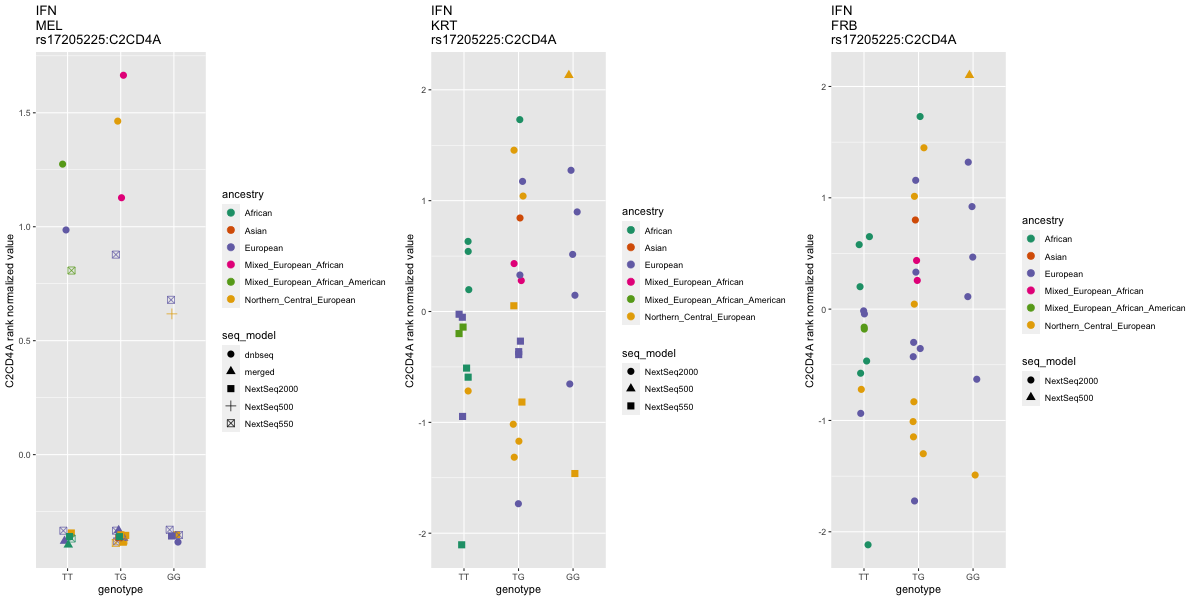 IFN
MEL
rs17205225:C2CD4A
C2CD4A rank normalized value
1.5
1.0
0.5
0.0
TT
TG
GG
genotype
ancestry
African
Asian
European
Mixed_European_African
Mixed_European_African_American
Northern_Central_European
seq_model
dnbseq
merged
NextSeq2000
NextSeq500
NextSeq550
IFN
KRT
rs17205225:C2CD4A
C2CD4A rank normalized value
2
1
0
-1
-2
TT
TG
GG
genotype
ancestry
African
Asian
European
Mixed_European_African
Mixed_European_African_American
Northern_Central_European
seq_model
NextSeq2000
NextSeq500
NextSeq550
IFN
FRB
rs17205225:C2CD4A
C2CD4A rank normalized value
2
1
0
-1
-2
TT
TG
GG
genotype
ancestry
African
Asian
European
Mixed_European_African
Mixed_European_African_American
Northern_Central_European
seq_model
NextSeq2000
NextSeq500